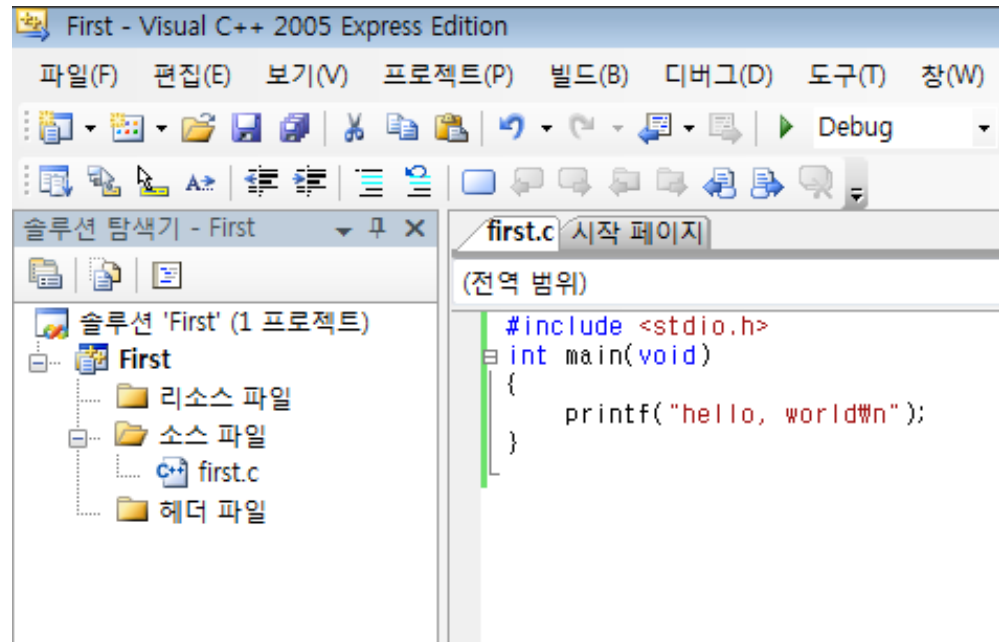 First - Visual C++ 2005 Express Edition
파일(F) 편집(E) 보기(V) 프로젝트(P) 빌드(B) 디버그(D) 도구(T) 창(W)
Debug
솔루션 탐색기 - First
first.c 시작 페이지
(전역 범위)
솔루션 'First' (1 프로젝트)
First
리소스 파일
소스 파일
first.c
헤더 파일
#include <stdio.h>
int main(void)
{
printf("hello, world₩n");
}